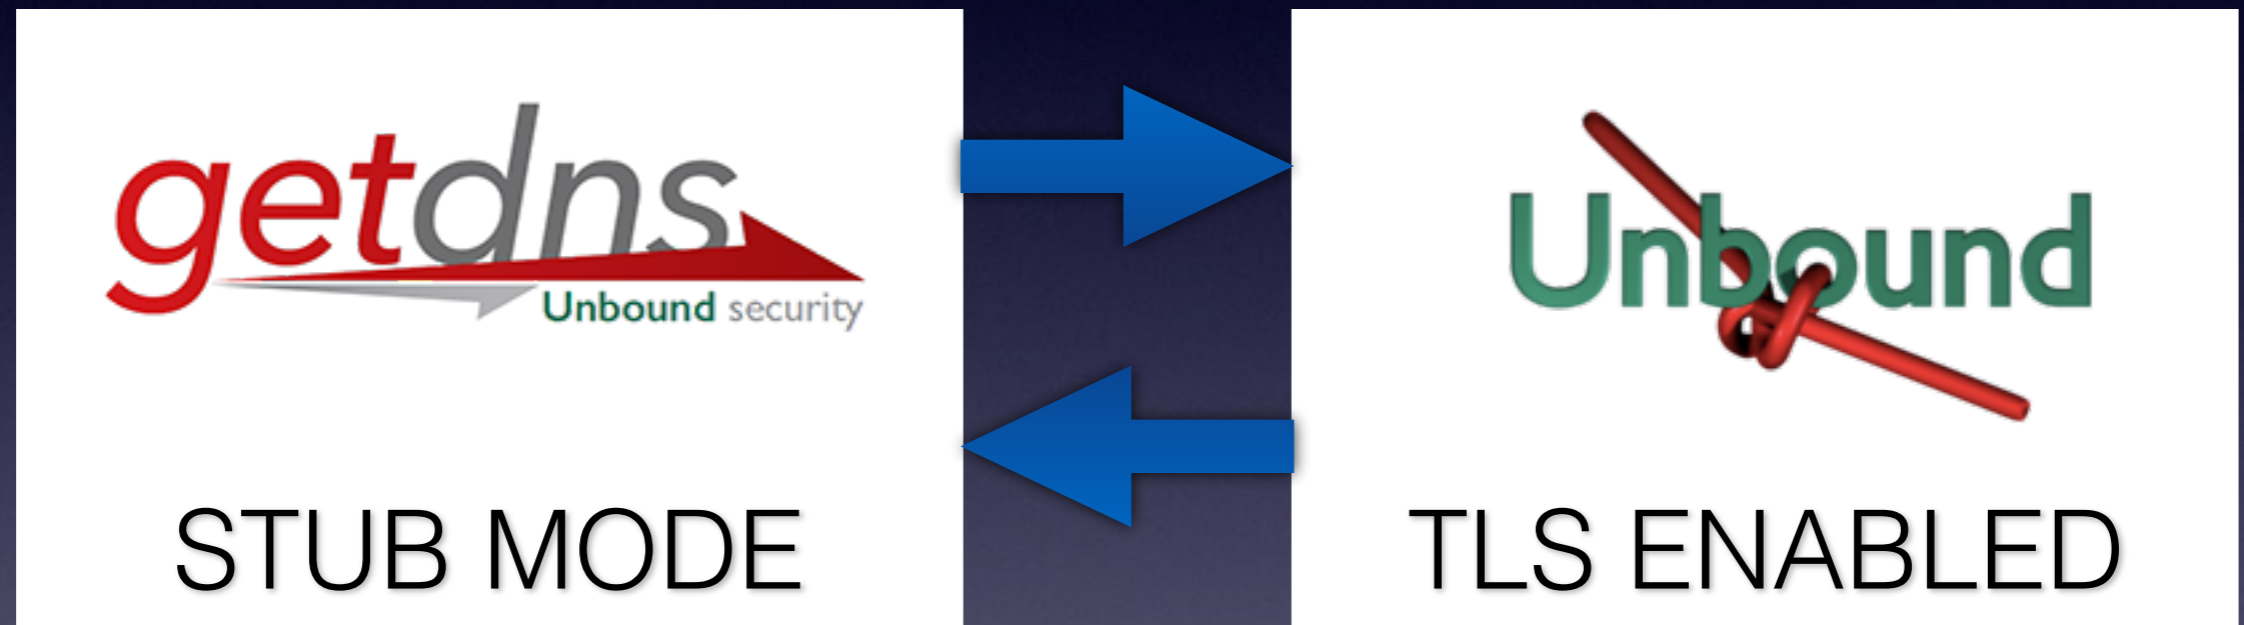 getdns
Unbound security
STUB MODE
Unbound
TLS ENABLED